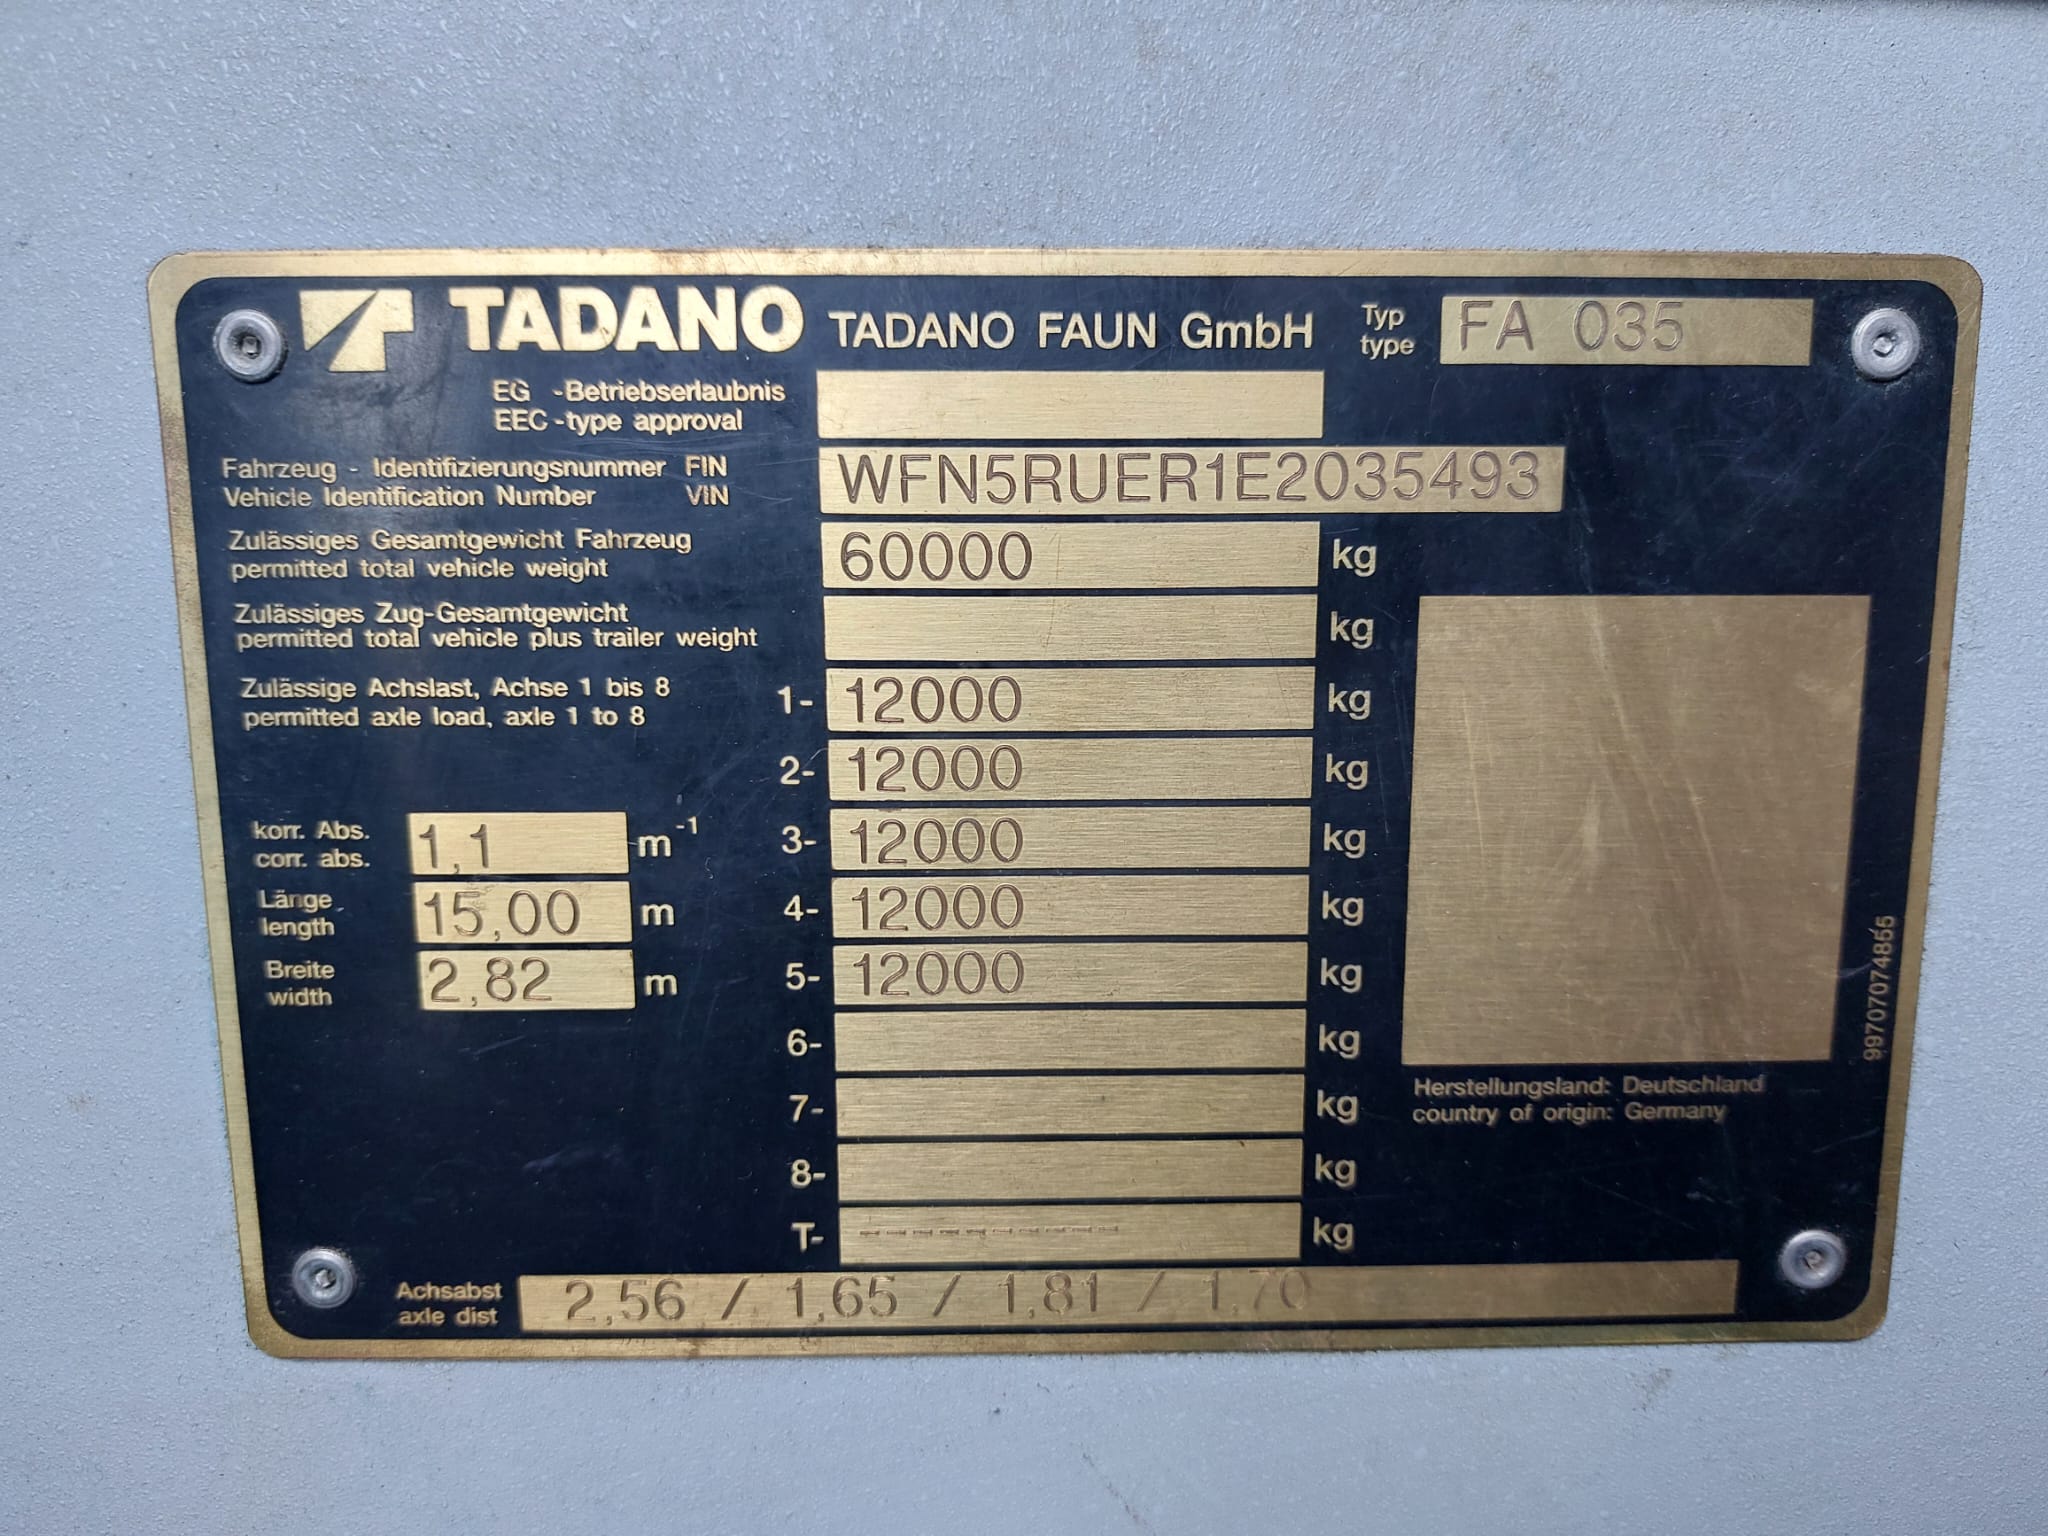 TADANO TADANO FAUN GmbH Typ type FA 035
EG -Betriebserlaubnis
EEC -type approval
Fahrzeug - Identifizierungsnummer FIN
Vehicle Identification Number VIN
WFN5RUER1E2035493
Zulässiges Gesamtgewicht Fahrzeug
permitted total vehicle weight
60000 kg
Zulässiges Zug-Gesamtgewicht
permitted total vehicle plus trailer weight
kg
Zulässige Achslast, Achse 1 bis 8
permitted axle load, axle 1 to 8
1- 12000 kg
2- 12000 kg
3- 12000 kg
4- 12000 kg
5- 12000 kg
6- kg
7- kg
8- kg
T- ---------- kg
korr. Abs.
corr. abs.
1,1 m⁻¹
Länge
length
15,00 m
Breite
width
2,82 m
Herstellungsland: Deutschland
country of origin: Germany
99707074855
Achsabst
axle dist
2,56 / 1,65 / 1,81 / 1,70